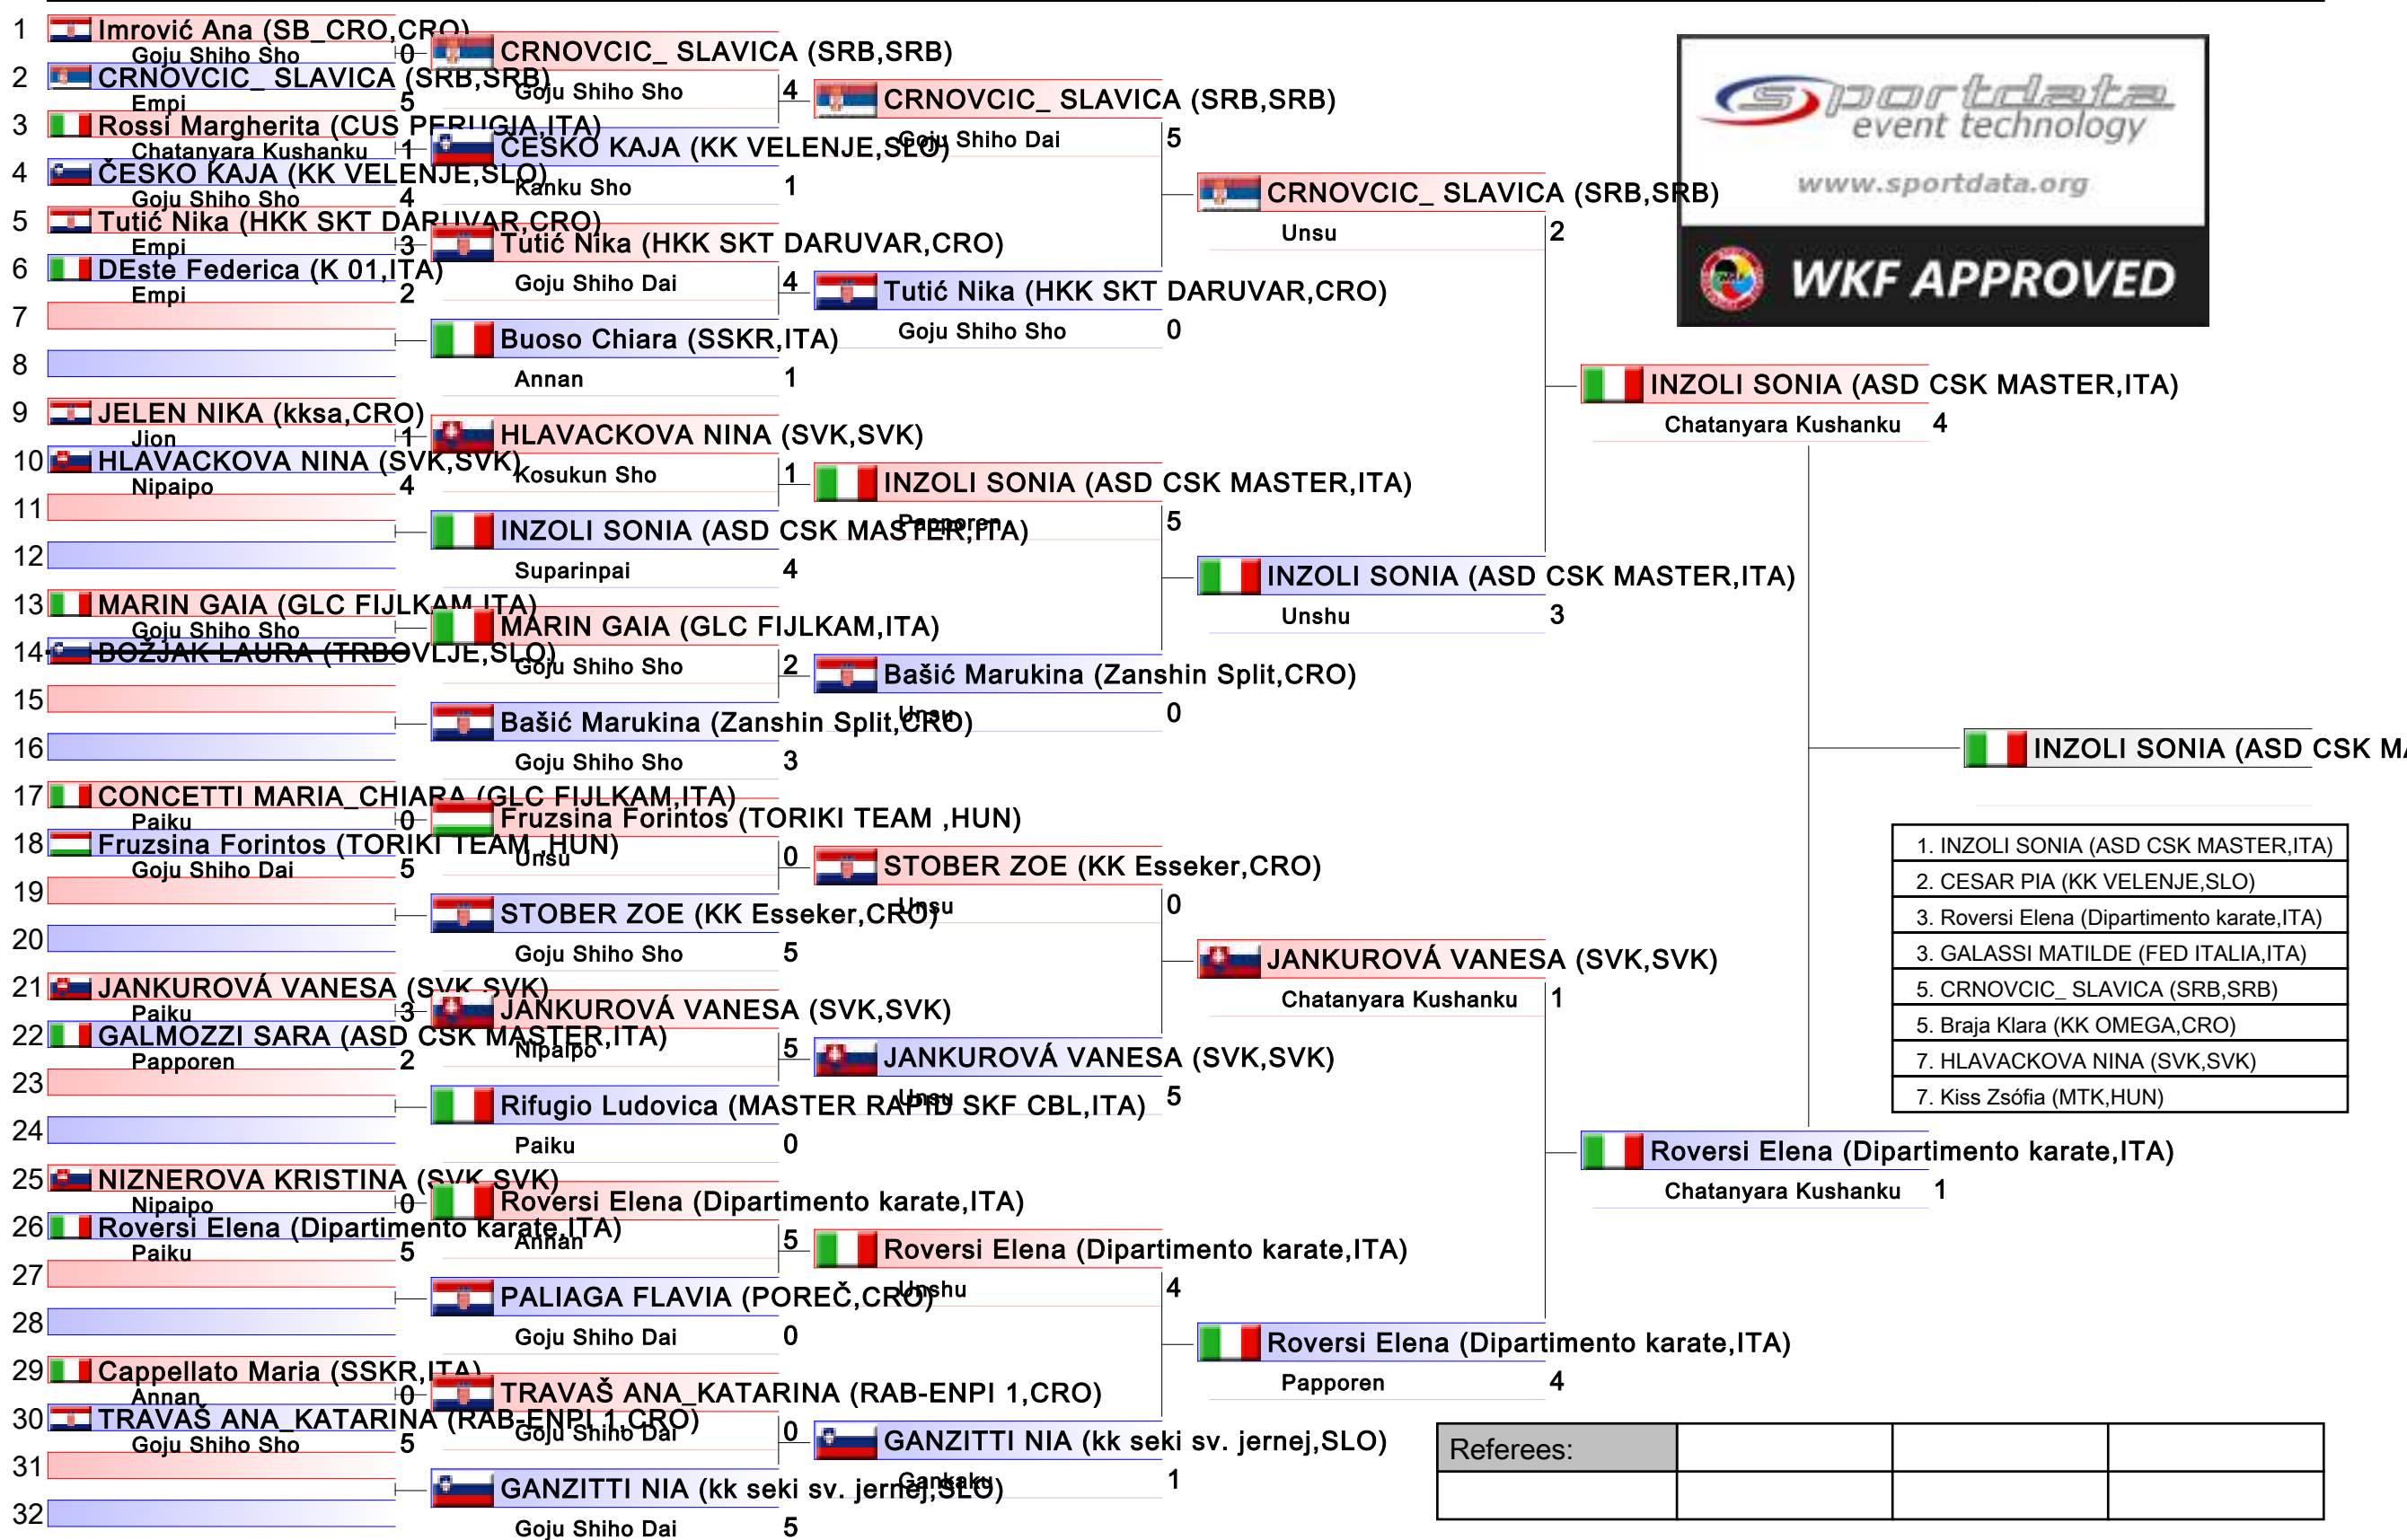 1 Imrović Ana (SB_CRO,CRO)
Goju Shiho Sho 0
2 CRNOVCIC_ SLAVICA (SRB,SRB)
Empi 5
3 Rossi Margherita (CUS PERUGIA,ITA)
Chatanyara Kushanku 1
4 ČESKO KAJA (KK VELENJE,SLO)
Goju Shiho Sho 4
5 Tutić Nika (HKK SKT DARUVAR,CRO)
Empi 3
6 DEste Federica (K 01,ITA)
Empi 2
7
8
9 JELEN NIKA (kksa,CRO)
Jion 1
10 HLAVACKOVA NINA (SVK,SVK)
Nipaipo 4
11
12
13 MARIN GAIA (GLC FIJLKAM,ITA)
Goju Shiho Sho
14 BOŽJAK LAURA (TRBOVLJE,SLO)
15
16
17 CONCETTI MARIA_CHIARA (GLC FIJLKAM,ITA)
Paiku 0
18 Fruzsina Forintos (TORIKI TEAM ,HUN)
Goju Shiho Dai 5
19
20
21 JANKUROVÁ VANESA (SVK,SVK)
Paiku 3
22 GALMOZZI SARA (ASD CSK MASTER,ITA)
Papporen 2
23
24
25 NIZNEROVA KRISTINA (SVK,SVK)
Nipaipo 0
26 Roversi Elena (Dipartimento karate,ITA)
Paiku 5
27
28
29 Cappellato Maria (SSKR,ITA)
Annan 0
30 TRAVAŠ ANA_KATARINA (RAB-ENPI 1,CRO)
Goju Shiho Sho 5
31
32
CRNOVCIC_ SLAVICA (SRB,SRB)
Goju Shiho Sho 4
ČESKO KAJA (KK VELENJE,SLO)
Kanku Sho 1
Tutić Nika (HKK SKT DARUVAR,CRO)
Goju Shiho Dai 4
Buoso Chiara (SSKR,ITA)
Annan 1
HLAVACKOVA NINA (SVK,SVK)
Kosukun Sho 1
INZOLI SONIA (ASD CSK MASTER,ITA)
Suparinpai 4
MARIN GAIA (GLC FIJLKAM,ITA)
Goju Shiho Sho 2
Bašić Marukina (Zanshin Split,CRO)
Goju Shiho Sho 3
Fruzsina Forintos (TORIKI TEAM ,HUN)
Unsu 0
STOBER ZOE (KK Esseker,CRO)
Goju Shiho Sho 5
JANKUROVÁ VANESA (SVK,SVK)
Nipaipo 5
Rifugio Ludovica (MASTER RAPID SKF CBL,ITA)
Paiku 0
Roversi Elena (Dipartimento karate,ITA)
Annan 5
PALIAGA FLAVIA (POREČ,CRO)
Goju Shiho Dai 0
TRAVAŠ ANA_KATARINA (RAB-ENPI 1,CRO)
Goju Shiho Dai 0
GANZITTI NIA (kk seki sv. jernej,SLO)
Goju Shiho Dai 5
CRNOVCIC_ SLAVICA (SRB,SRB)
Goju Shiho Dai 5
Tutić Nika (HKK SKT DARUVAR,CRO)
Goju Shiho Sho 0
INZOLI SONIA (ASD CSK MASTER,ITA)
Papporen 5
Bašić Marukina (Zanshin Split,CRO)
Unsu 0
STOBER ZOE (KK Esseker,CRO)
Unsu 0
JANKUROVÁ VANESA (SVK,SVK)
Unsu 5
Roversi Elena (Dipartimento karate,ITA)
Unshu 4
GANZITTI NIA (kk seki sv. jernej,SLO)
Gankaku 1
CRNOVCIC_ SLAVICA (SRB,SRB)
Unsu 2
INZOLI SONIA (ASD CSK MASTER,ITA)
Unshu 3
JANKUROVÁ VANESA (SVK,SVK)
Chatanyara Kushanku 1
Roversi Elena (Dipartimento karate,ITA)
Papporen 4
INZOLI SONIA (ASD CSK MASTER,ITA)
Chatanyara Kushanku 4
Roversi Elena (Dipartimento karate,ITA)
Chatanyara Kushanku 1
INZOLI SONIA (ASD CSK MA
sportdata
event technology
www.sportdata.org
WKF APPROVED
1. INZOLI SONIA (ASD CSK MASTER,ITA)
2. CESAR PIA (KK VELENJE,SLO)
3. Roversi Elena (Dipartimento karate,ITA)
3. GALASSI MATILDE (FED ITALIA,ITA)
5. CRNOVCIC_ SLAVICA (SRB,SRB)
5. Braja Klara (KK OMEGA,CRO)
7. HLAVACKOVA NINA (SVK,SVK)
7. Kiss Zsófia (MTK,HUN)
Referees: